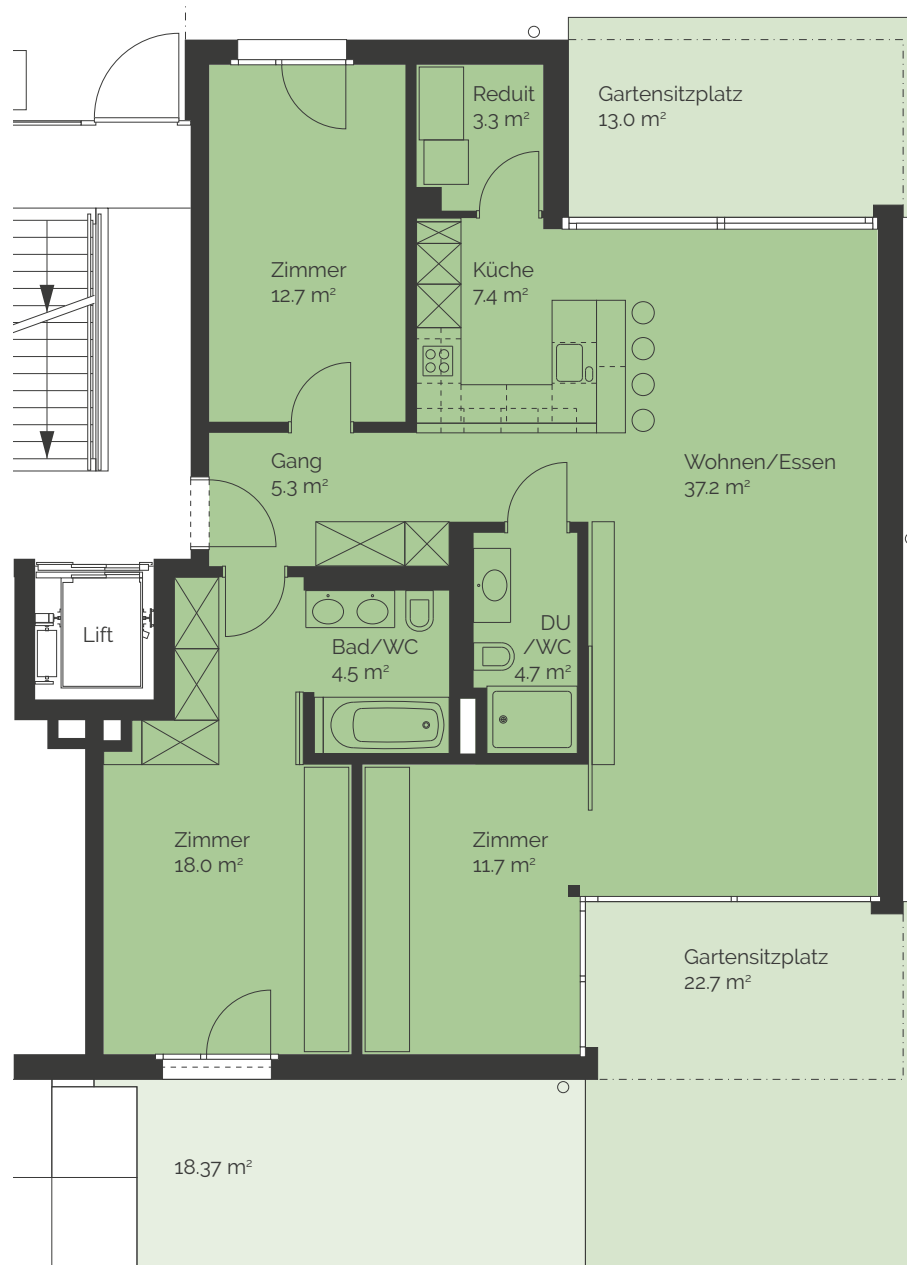 Reduit
3.3 m²
Gartensitzplatz
13.0 m²
Zimmer
12.7 m²
Küche
7.4 m²
Gang
5.3 m²
Wohnen/Essen
37.2 m²
Lift
Bad/WC
4.5 m²
DU
/WC
4.7 m²
Zimmer
18.0 m²
Zimmer
11.7 m²
Gartensitzplatz
22.7 m²
18.37 m²